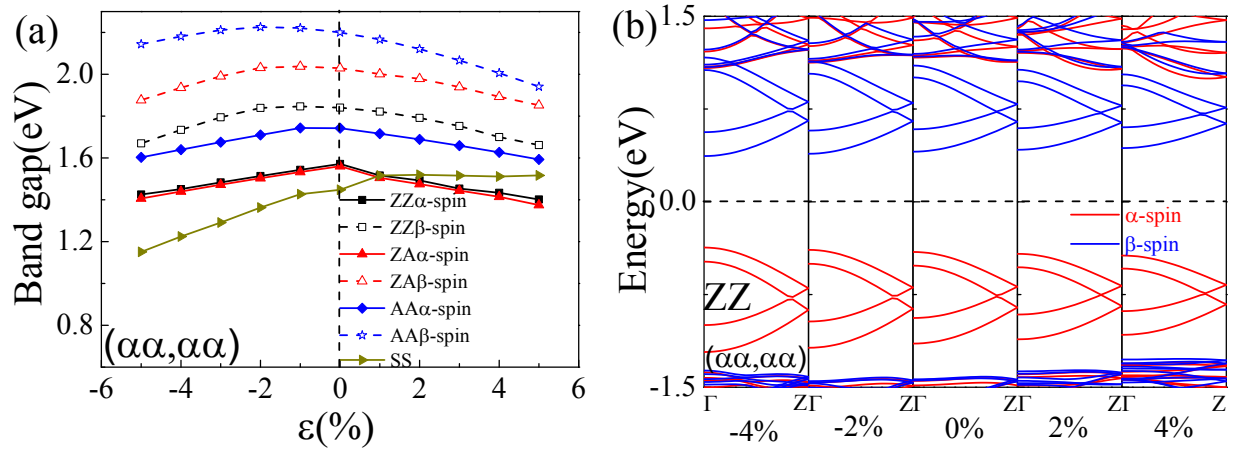 (a)
Band gap(eV)
2.0
1.6
1.2
0.8
ZZα-spin
ZZβ-spin
ZAα-spin
ZAβ-spin
AAα-spin
AAβ-spin
SS
(αα,αα)
-6
-4
-2
0
2
4
6
ε(%)
(b)
Energy(eV)
1.5
0.0
-1.5
α-spin
β-spin
ZZ
(αα,αα)
Γ ZΓ ZΓ ZΓ ZΓ Z
-4% -2% 0% 2% 4%